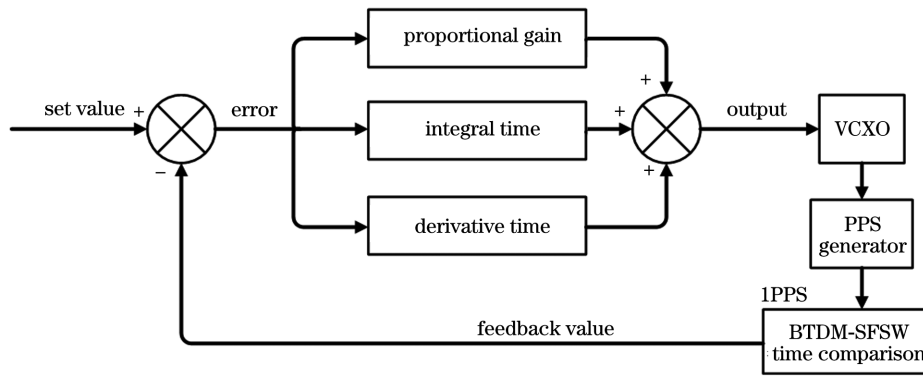 proportional gain
set value
+
error
integral time
+
+
output
VCXO
−
+
derivative time
PPS
generator
1PPS
feedback value
BTDM-SFSW
time comparison